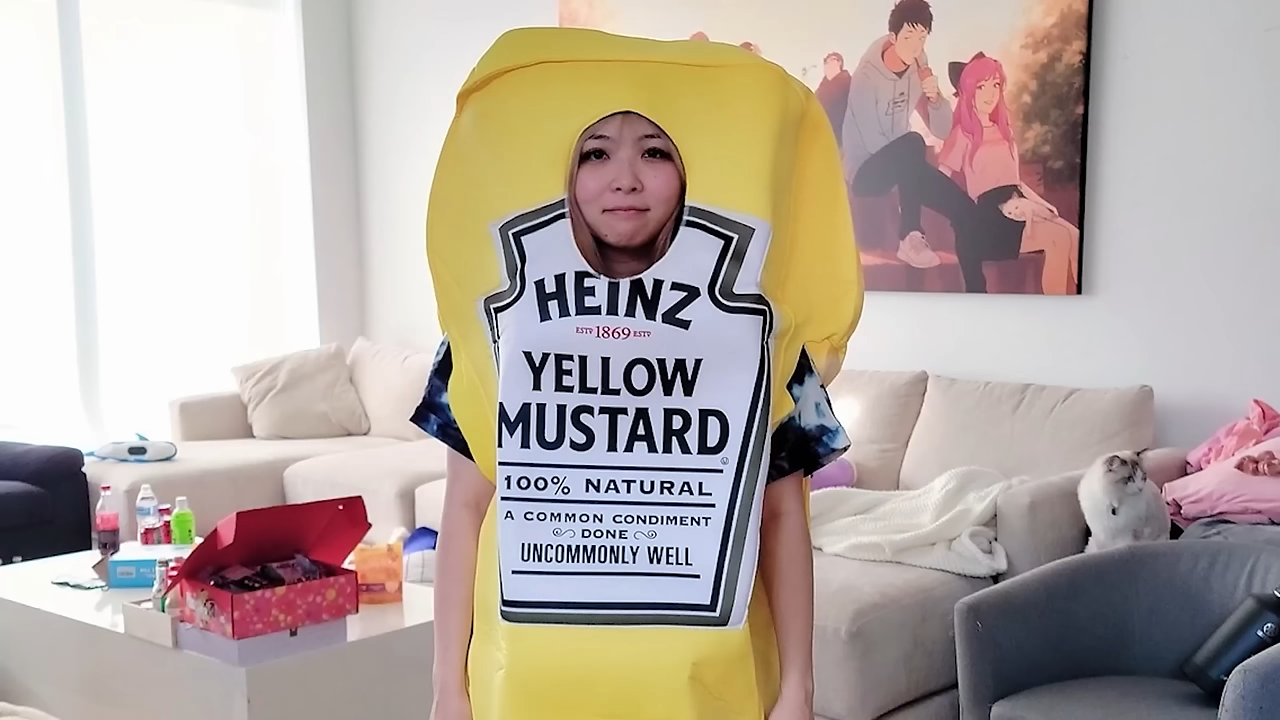 HEINZ
ESTD 1869 ESTD
YELLOW
MUSTARD
100% NATURAL
A COMMON CONDIMENT
DONE
UNCOMMONLY WELL